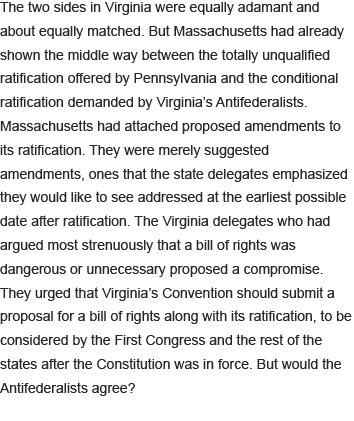 The two sides in Virginia were equally adamant and
about equally matched. But Massachusetts had already
shown the middle way between the totally unqualified
ratification offered by Pennsylvania and the conditional
ratification demanded by Virginia’s Antifederalists.
Massachusetts had attached proposed amendments to
its ratification. They were merely suggested
amendments, ones that the state delegates emphasized
they would like to see addressed at the earliest possible
date after ratification. The Virginia delegates who had
argued most strenuously that a bill of rights was
dangerous or unnecessary proposed a compromise.
They urged that Virginia’s Convention should submit a
proposal for a bill of rights along with its ratification, to be
considered by the First Congress and the rest of the
states after the Constitution was in force. But would the
Antifederalists agree?